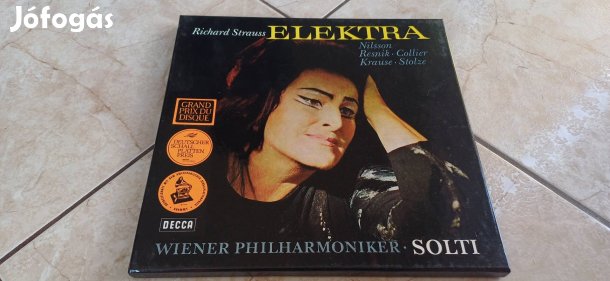 Jófogás
Richard Strauss ELEKTRA
Nilsson
Resnik · Collier
Krause · Stolze
GRAND
PRIX DU
DISQUE
DEUTSCHER
SCHALL
PLATTEN
PREIS
DECCA
WIENER PHILHARMONIKER · SOLTI